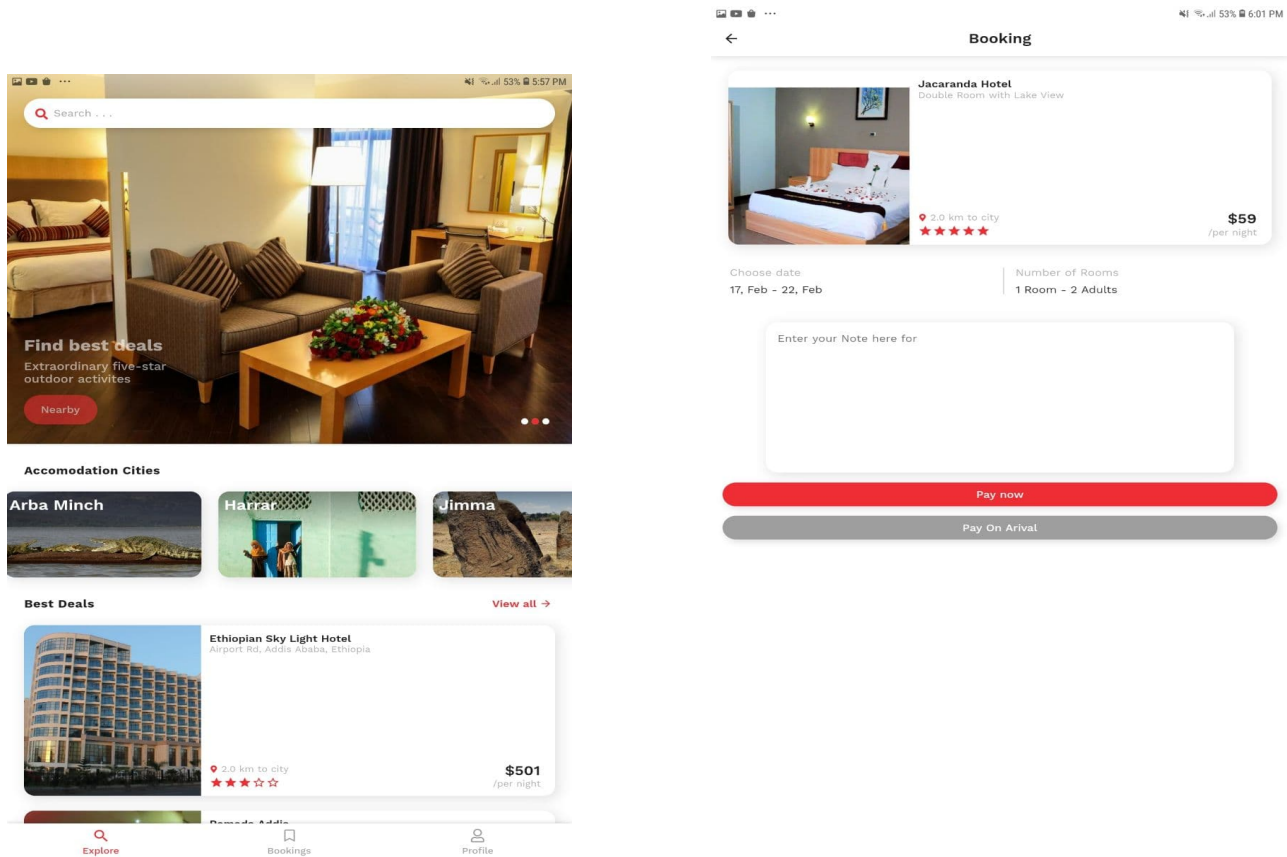 53% 5:57 PM
Search . . .
Find best deals
Extraordinary five-star
outdoor activites
Nearby
Accomodation Cities
Arba Minch
Harrar
Jimma
Best Deals
View all →
Ethiopian Sky Light Hotel
Airport Rd, Addis Ababa, Ethiopia
2.0 km to city
$501
/per night
Ramada Addis
Explore
Bookings
Profile
53% 6:01 PM
Booking
Jacaranda Hotel
Double Room with Lake View
2.0 km to city
$59
/per night
Choose date
17, Feb - 22, Feb
Number of Rooms
1 Room - 2 Adults
Enter your Note here for
Pay now
Pay On Arival